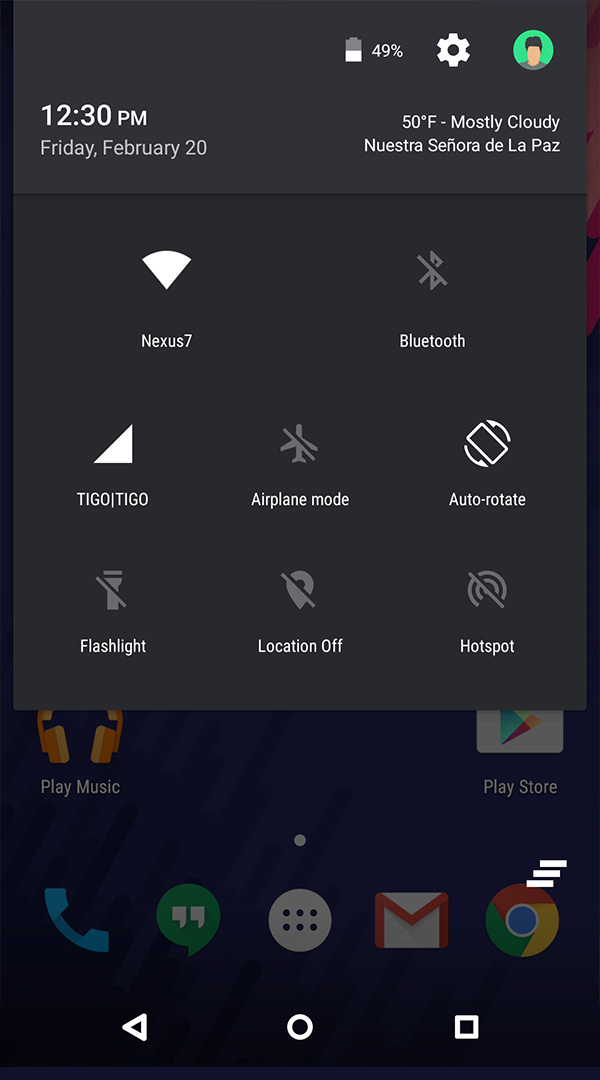 49%
12:30 PM
Friday, February 20
50°F - Mostly Cloudy
Nuestra Señora de La Paz
Nexus7
Bluetooth
TIGO|TIGO
Airplane mode
Auto-rotate
Flashlight
Location Off
Hotspot
Play Music
Play Store